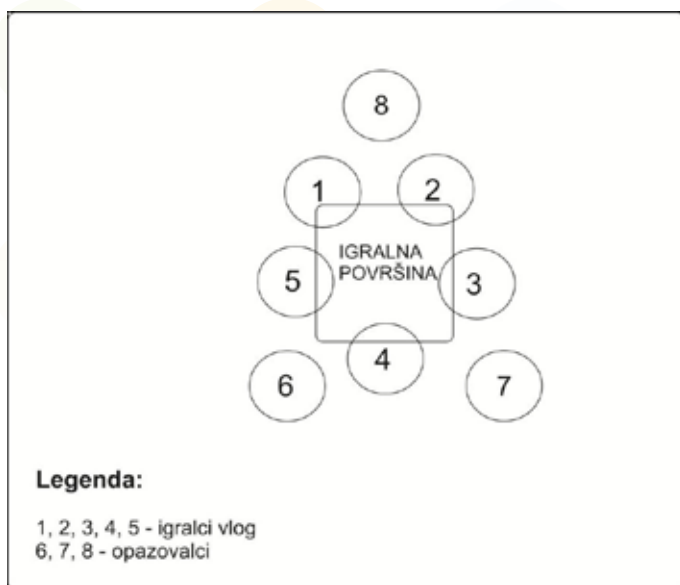 8
1
2
IGRALNA
POVRŠINA
5
3
4
6
7
Legenda:
1, 2, 3, 4, 5 - igralci vlog
6, 7, 8 - opazovalci